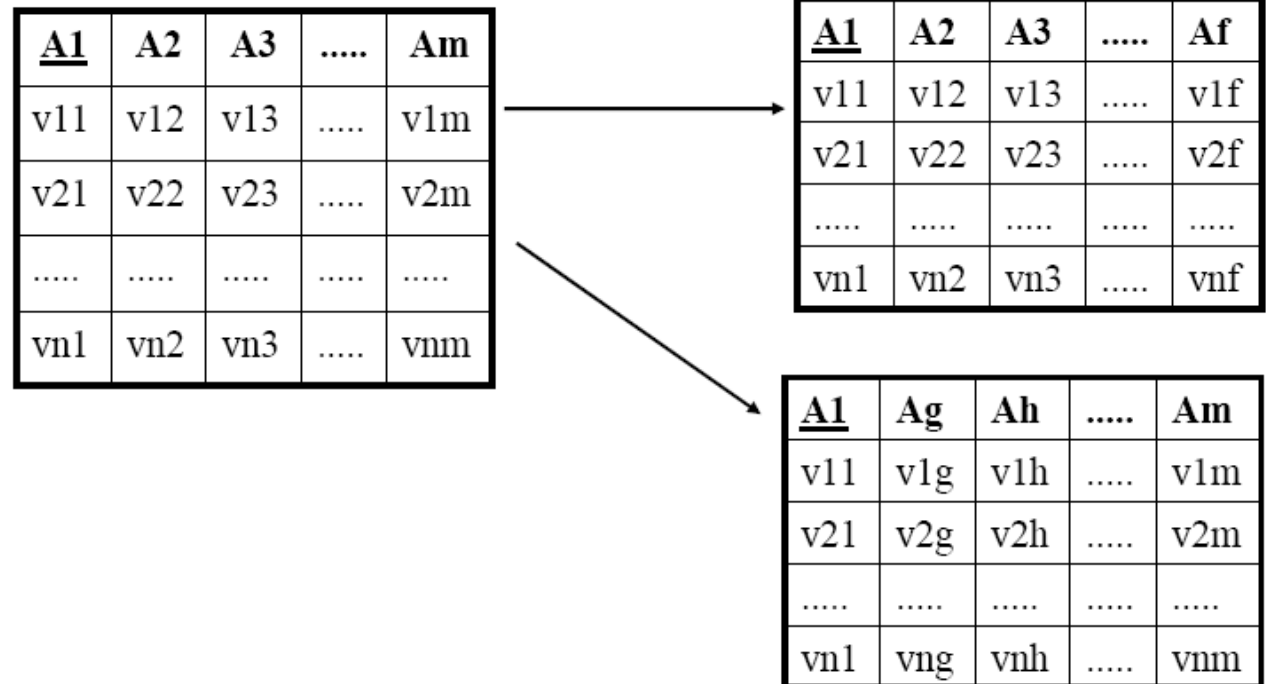 A1 A2 A3 ..... Am
v11 v12 v13 ..... v1m
v21 v22 v23 ..... v2m
..... ..... ..... ..... .....
vn1 vn2 vn3 ..... vnm
A1 A2 A3 ..... Af
v11 v12 v13 ..... v1f
v21 v22 v23 ..... v2f
..... ..... ..... ..... .....
vn1 vn2 vn3 ..... vnf
A1 Ag Ah ..... Am
v11 v1g v1h ..... v1m
v21 v2g v2h ..... v2m
..... ..... ..... ..... .....
vn1 vng vnh ..... vnm